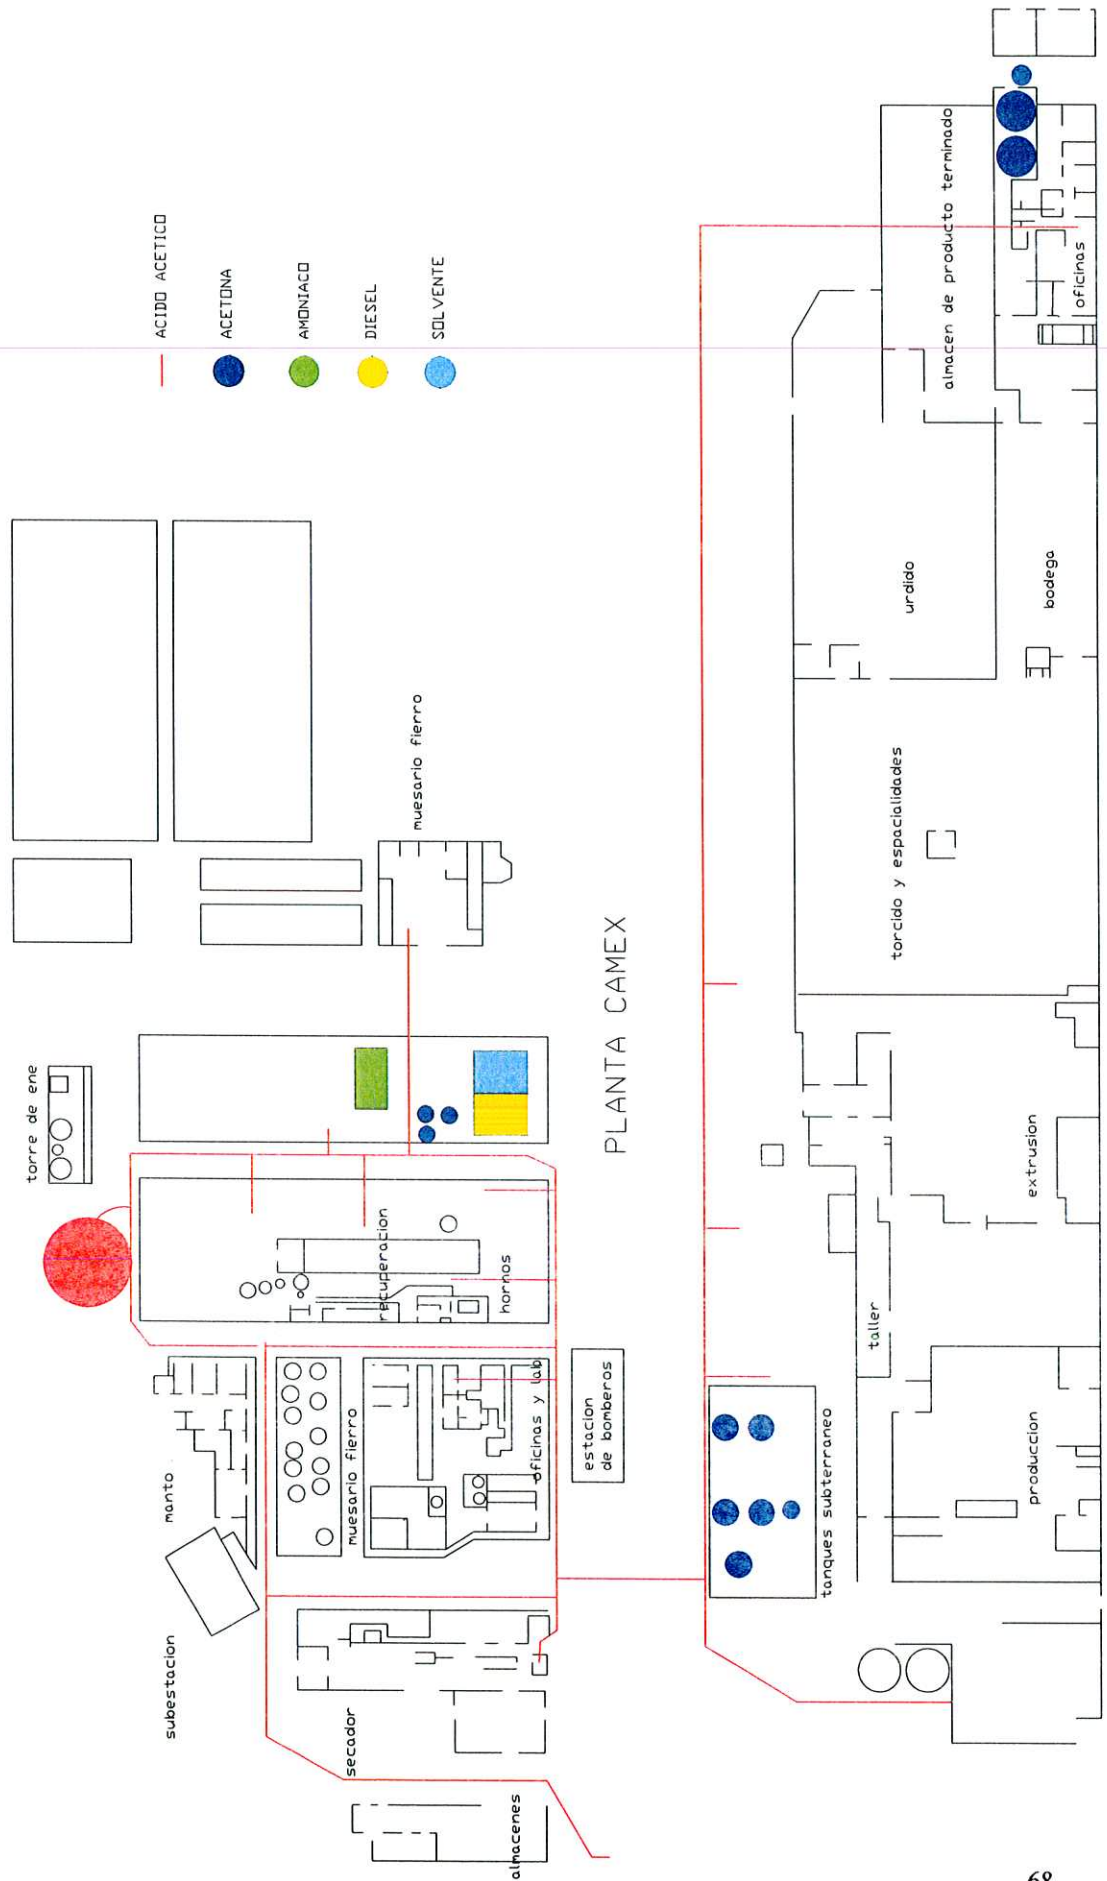 ACIDO ACETICO
ACETONA
AMONIACO
DIESEL
SOLVENTE
torre de ene
muesario fierro
recuperacion
hornos
manto
muesario fierro
oficinas y lab
estacion
de bomberos
subestacion
secador
almacenes
PLANTA CAMEX
almacen de producto terminado
oficinas
urdido
bodega
torcido y espacialidades
extrusion
taller
tanques subterraneo
produccion
68